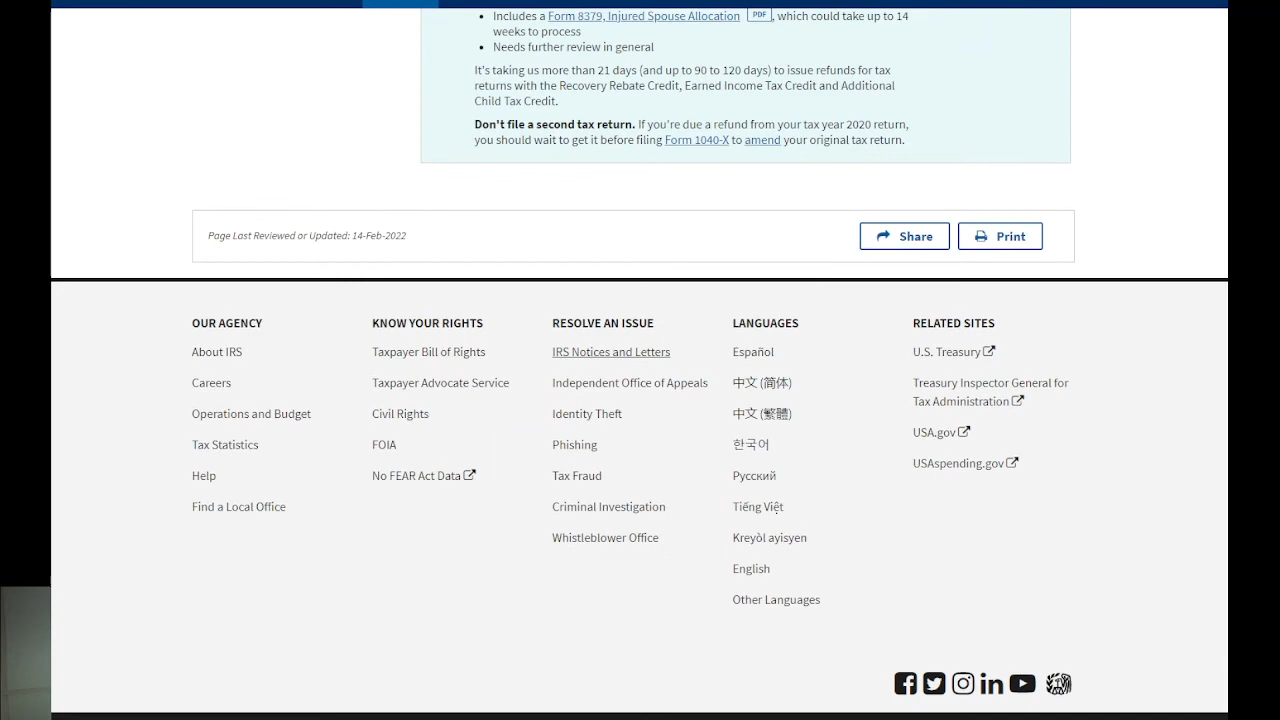 Includes a Form 8379, Injured Spouse Allocation PDF, which could take up to 14
weeks to process
Needs further review in general
It's taking us more than 21 days (and up to 90 to 120 days) to issue refunds for tax
returns with the Recovery Rebate Credit, Earned Income Tax Credit and Additional
Child Tax Credit.
Don't file a second tax return. If you're due a refund from your tax year 2020 return,
you should wait to get it before filing Form 1040-X to amend your original tax return.
Page Last Reviewed or Updated: 14-Feb-2022
Share
Print
OUR AGENCY
About IRS
Careers
Operations and Budget
Tax Statistics
Help
Find a Local Office
KNOW YOUR RIGHTS
Taxpayer Bill of Rights
Taxpayer Advocate Service
Civil Rights
FOIA
No FEAR Act Data
RESOLVE AN ISSUE
IRS Notices and Letters
Independent Office of Appeals
Identity Theft
Phishing
Tax Fraud
Criminal Investigation
Whistleblower Office
LANGUAGES
Español
中文 (简体)
中文 (繁體)
한국어
Русский
Tiếng Việt
Kreyòl ayisyen
English
Other Languages
RELATED SITES
U.S. Treasury
Treasury Inspector General for
Tax Administration
USA.gov
USAspending.gov